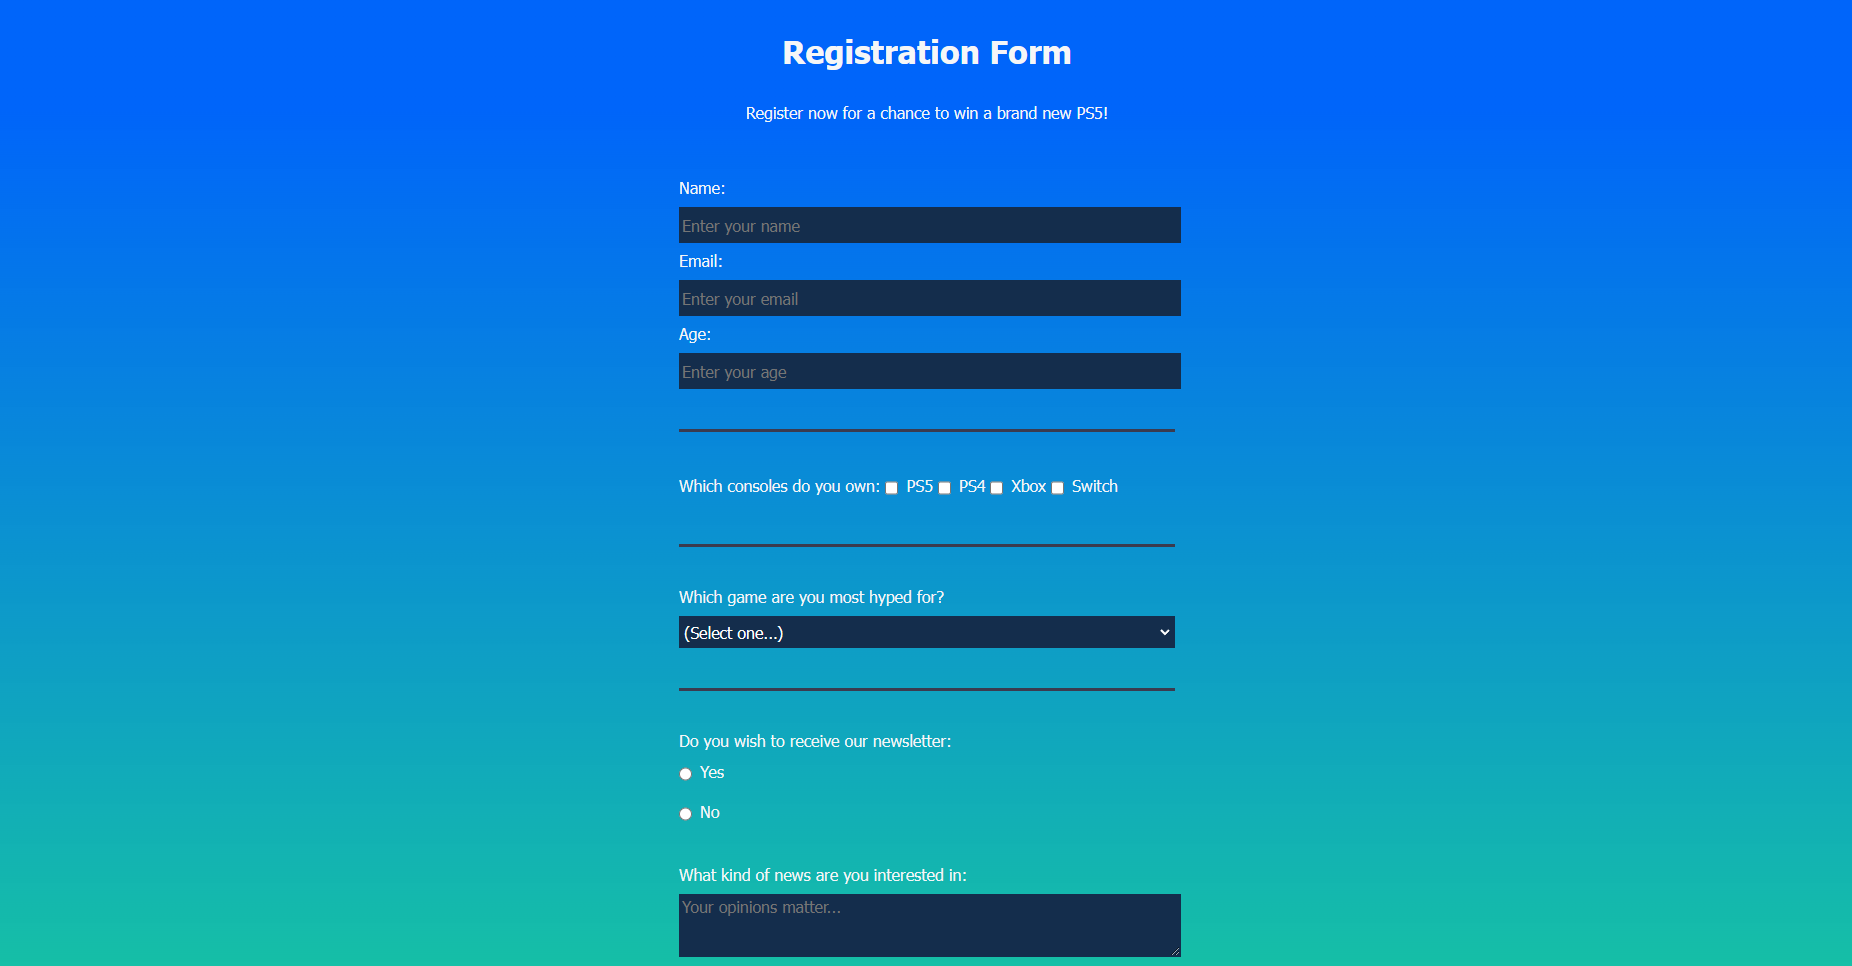 Registration Form
Register now for a chance to win a brand new PS5!
Name:
Enter your name
Email:
Enter your email
Age:
Enter your age
Which consoles do you own: PS5 PS4 Xbox Switch
Which game are you most hyped for?
(Select one...)
Do you wish to receive our newsletter:
Yes
No
What kind of news are you interested in:
Your opinions matter...